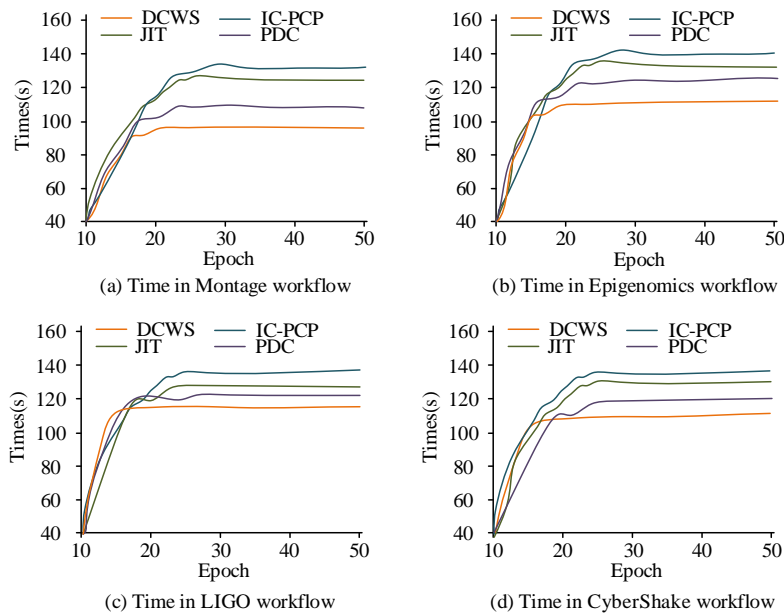 DCWS IC-PCP
JIT PDC
160
140
120
100
80
60
40
Times(s)
10 20 30 40 50
Epoch
(a) Time in Montage workflow
DCWS IC-PCP
JIT PDC
160
140
120
100
80
60
40
Times(s)
10 20 30 40 50
Epoch
(b) Time in Epigenomics workflow
DCWS IC-PCP
JIT PDC
160
140
120
100
80
60
40
Times(s)
10 20 30 40 50
Epoch
(c) Time in LIGO workflow
DCWS IC-PCP
JIT PDC
160
140
120
100
80
60
40
Times(s)
10 20 30 40 50
Epoch
(d) Time in CyberShake workflow